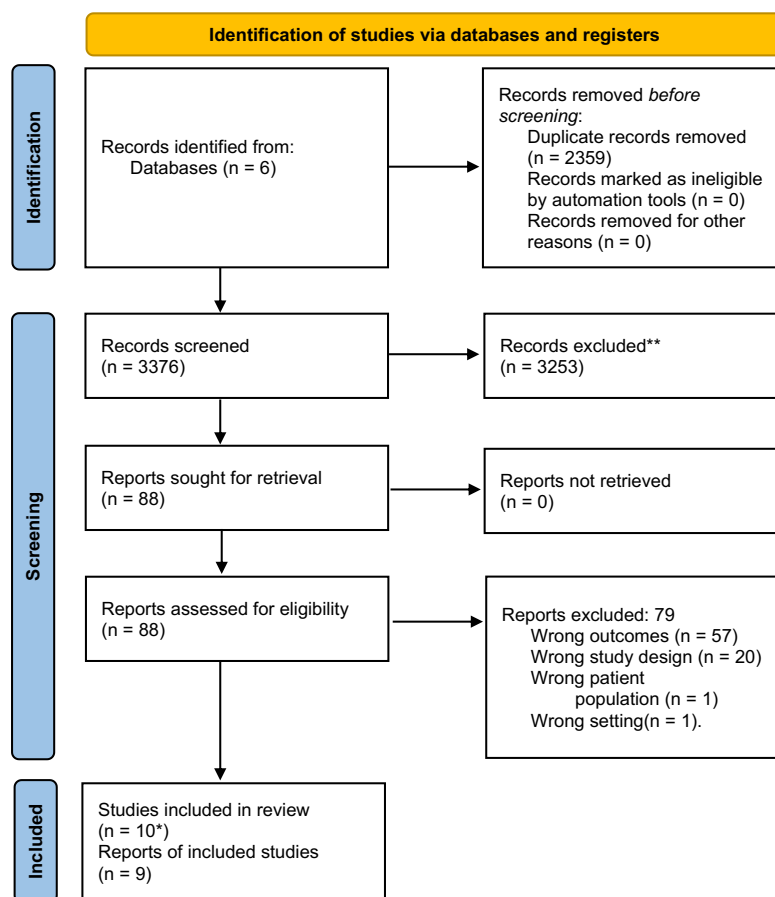 Identification of studies via databases and registers
Identification
Records identified from:
Databases (n = 6)
Records removed before
screening:
Duplicate records removed
(n = 2359)
Records marked as ineligible
by automation tools (n = 0)
Records removed for other
reasons (n = 0)
Screening
Records screened
(n = 3376)
Records excluded**
(n = 3253)
Reports sought for retrieval
(n = 88)
Reports not retrieved
(n = 0)
Reports assessed for eligibility
(n = 88)
Reports excluded: 79
Wrong outcomes (n = 57)
Wrong study design (n = 20)
Wrong patient
population (n = 1)
Wrong setting(n = 1).
Included
Studies included in review
(n = 10*)
Reports of included studies
(n = 9)